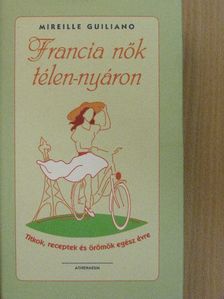 MIREILLE GUILIANO
Francia nők
télen-nyáron
Titkok, receptek és örömök egész évre
ATHENAEUM